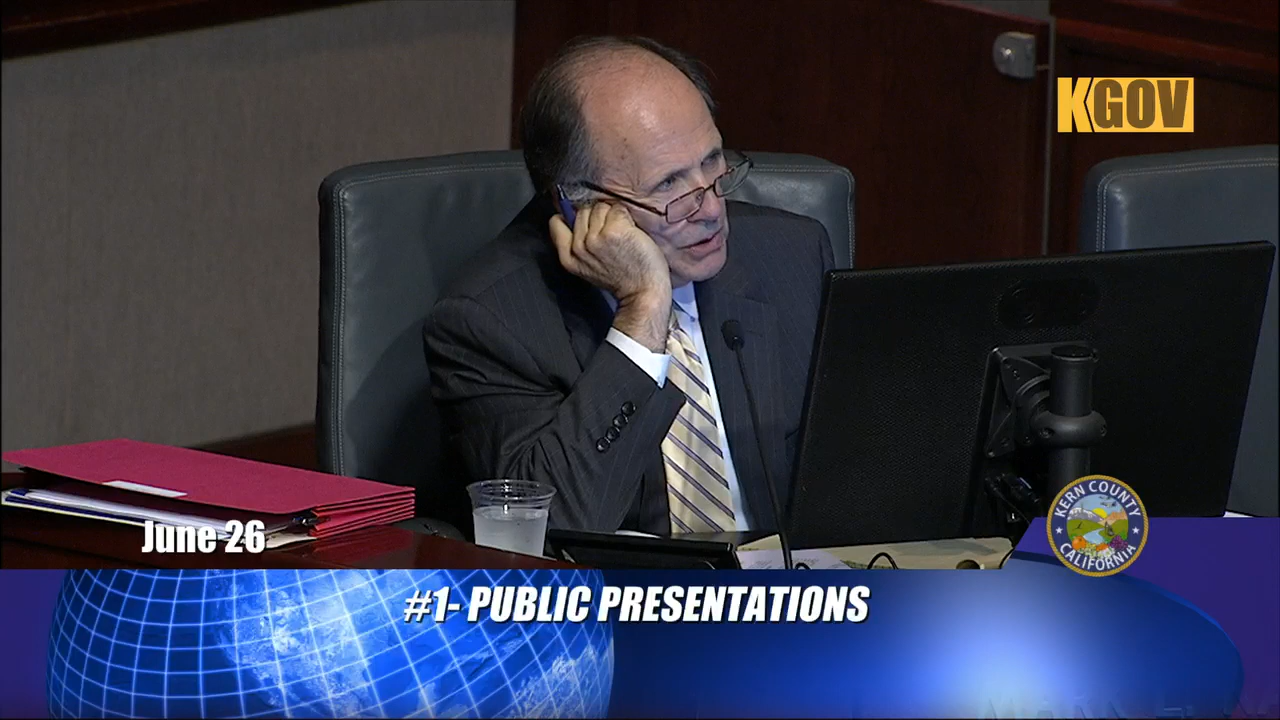 KGOV
June 26
KERN COUNTY
CALIFORNIA
#1- PUBLIC PRESENTATIONS